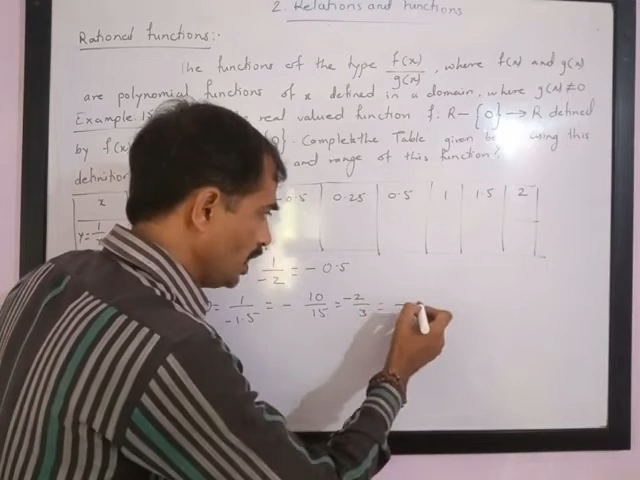 2. Relations and functions
Rational functions:-
The functions of the type f(x)/g(x), where f(x) and g(x)
are polynomial functions of x defined in a domain, where g(x) ≠ 0
Example. 15 real valued function f: R - {0} → R defined
by f(x) 0}. Complete the Table given using this
definition and range of this function?
x -0.5 0.25 0.5 1 1.5 2
y = 1/
1/-2 = -0.5
= 1/-1.5 = - 10/15 = -2/3 = -